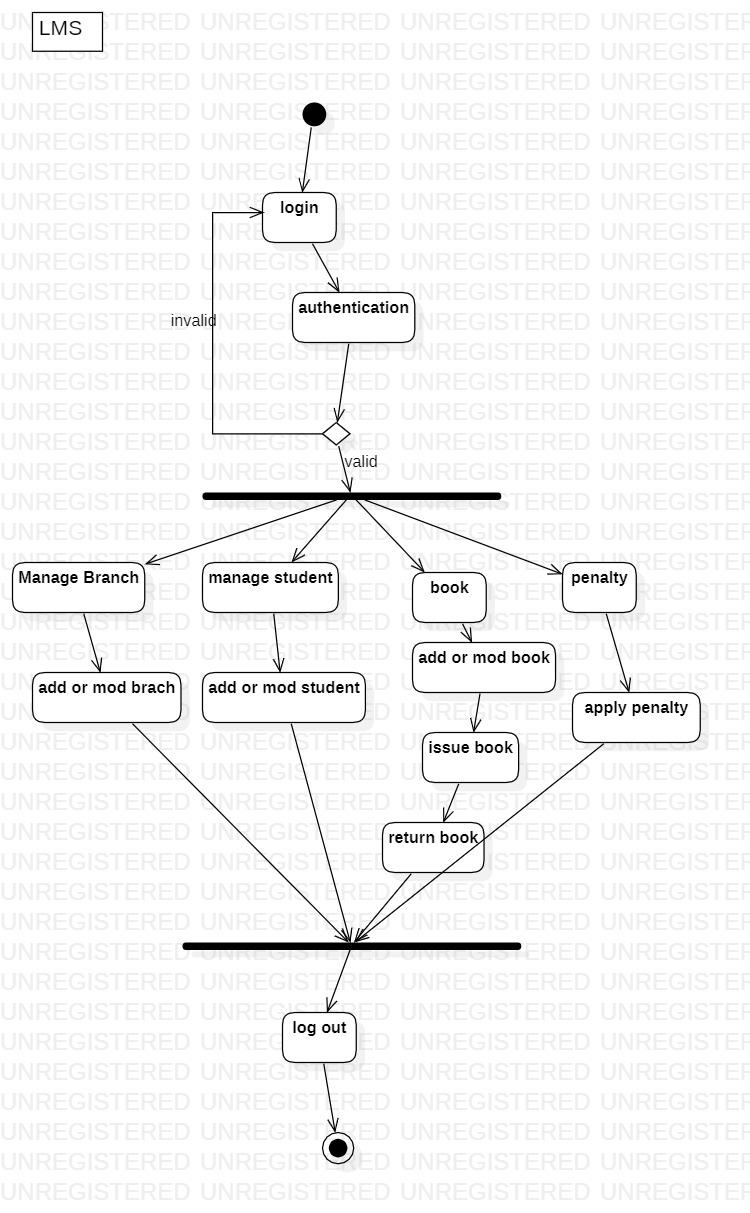 LMS
login
authentication
invalid
valid
Manage Branch
manage student
book
penalty
add or mod brach
add or mod student
add or mod book
apply penalty
issue book
return book
log out
UNREGISTERED